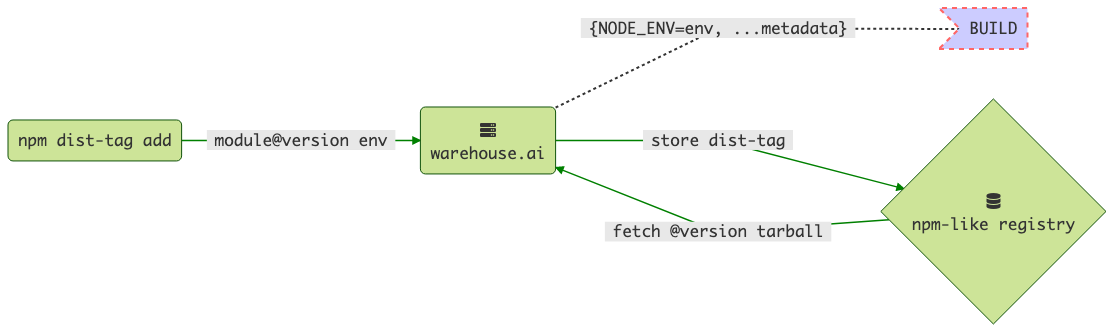 {NODE_ENV=env, ...metadata}
BUILD
npm dist-tag add
module@version env
warehouse.ai
store dist-tag
fetch @version tarball
npm-like registry